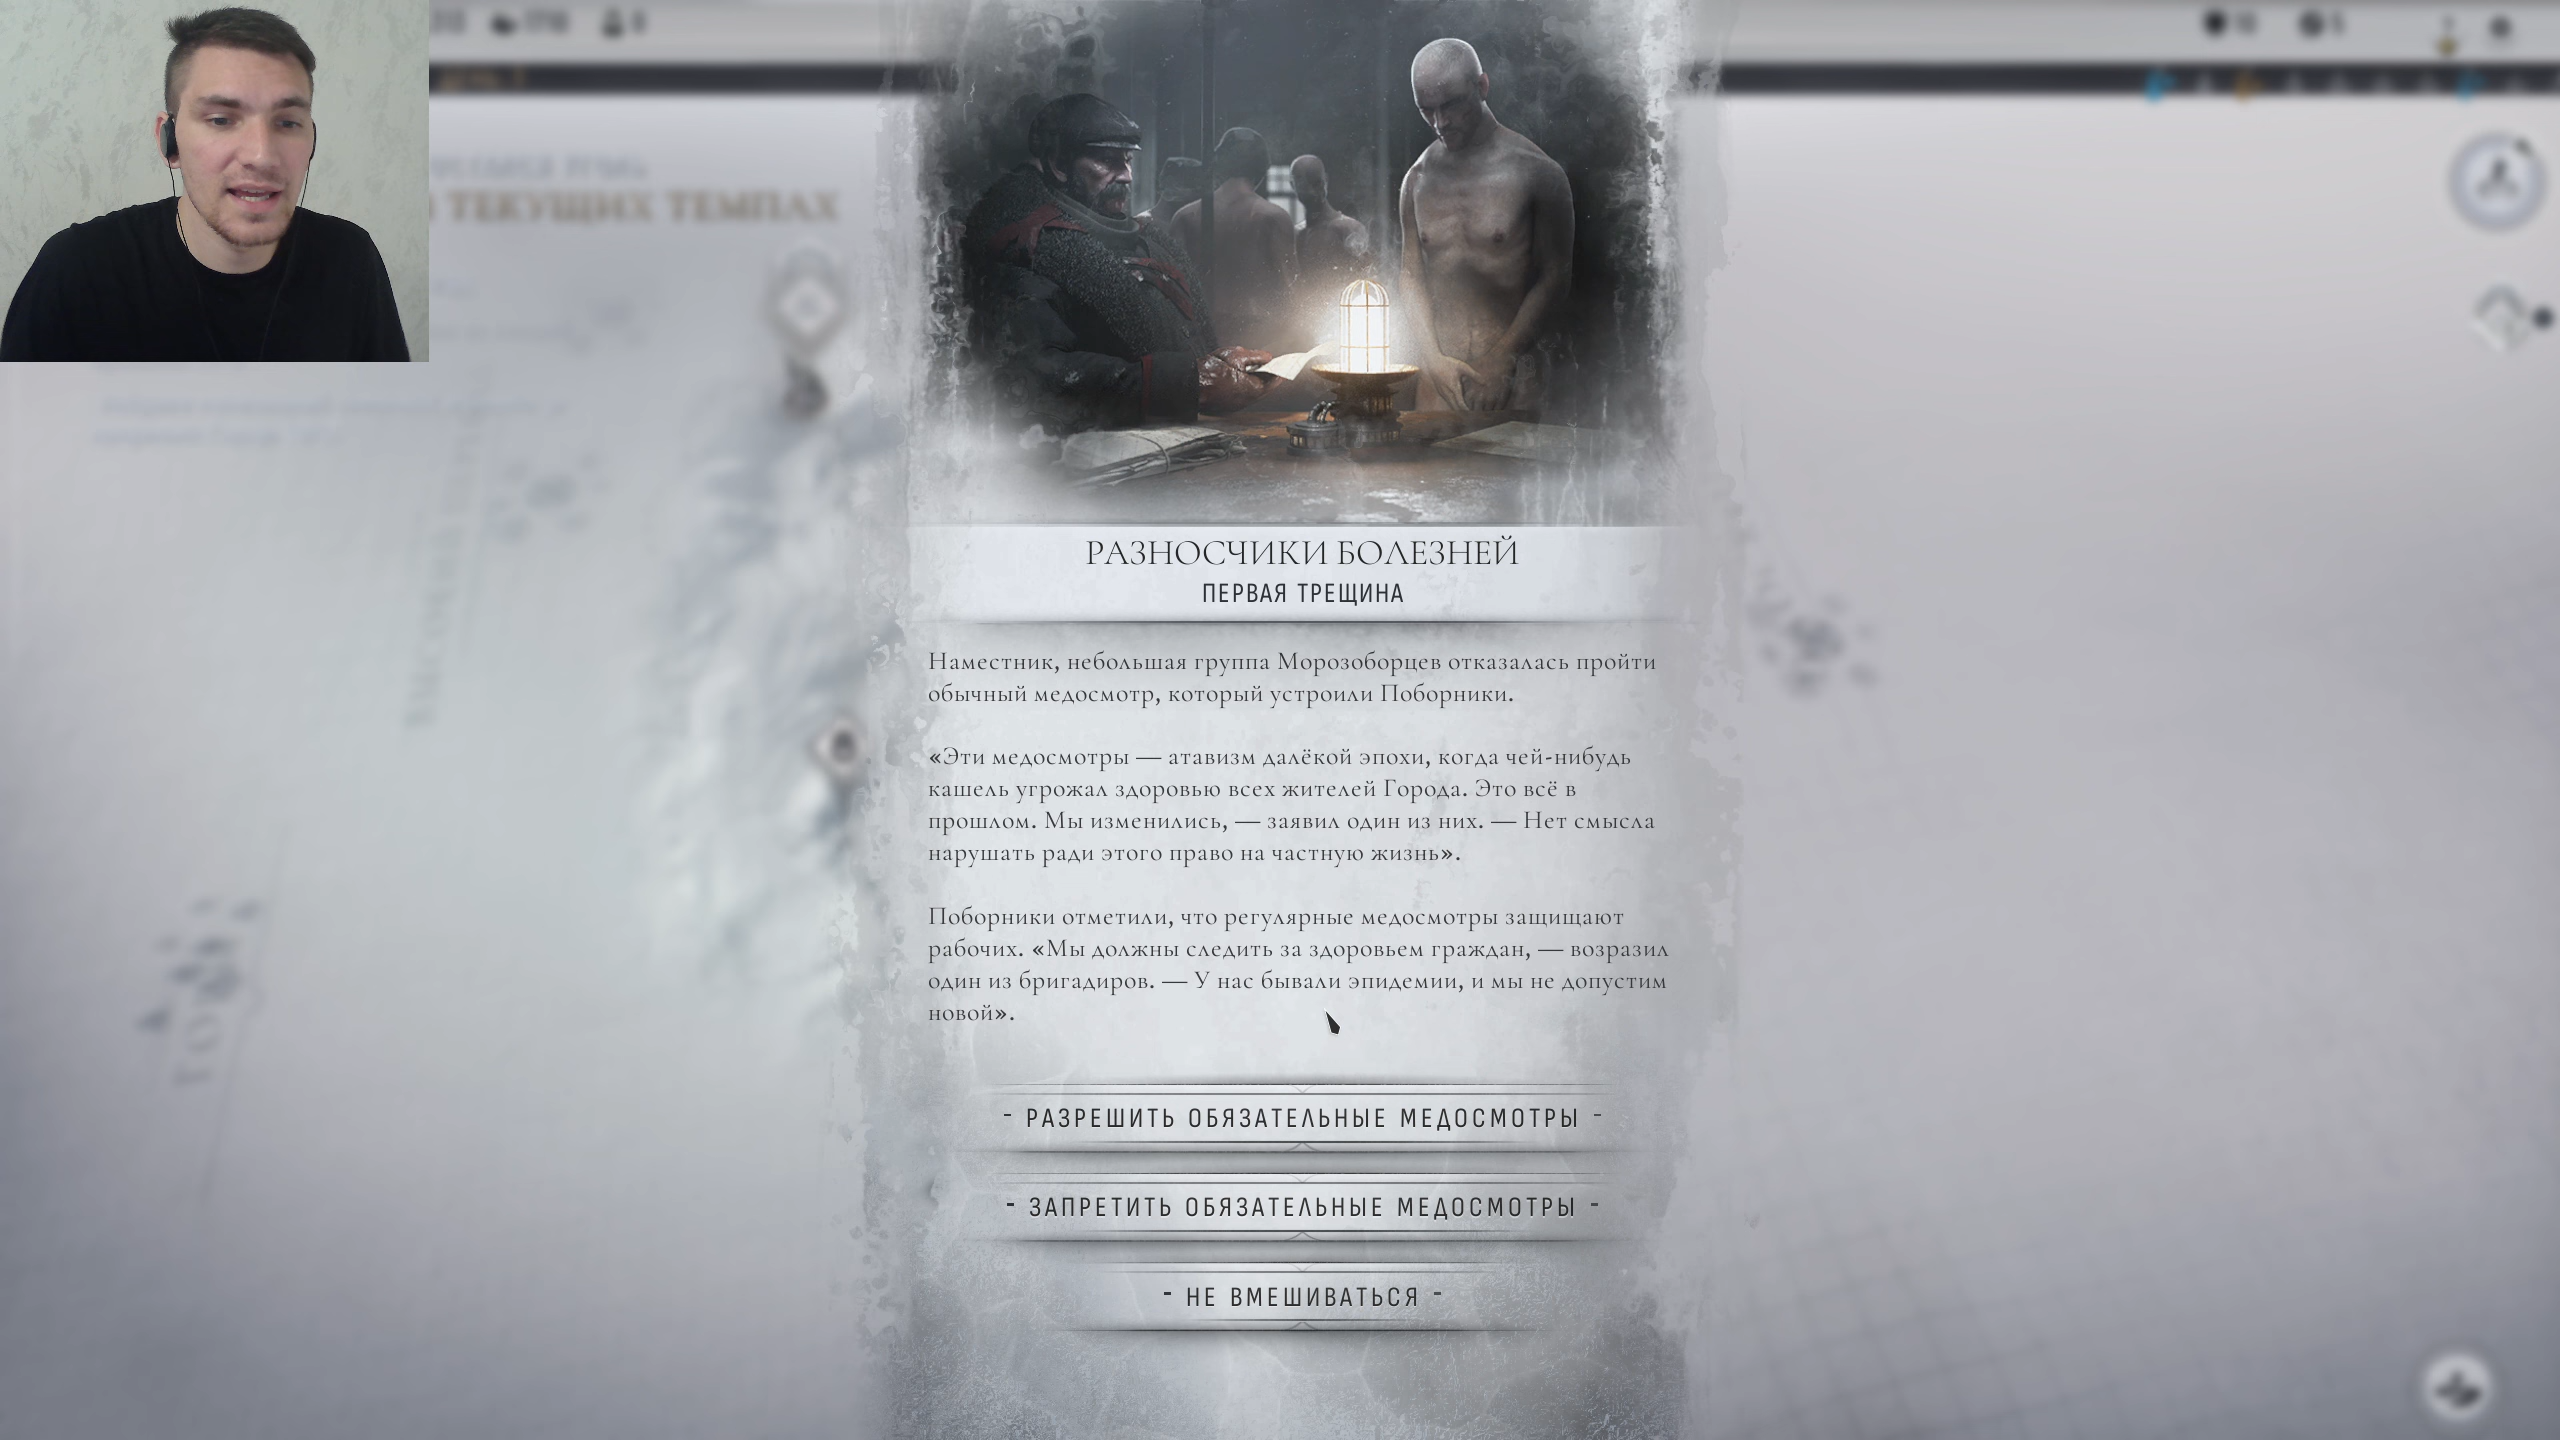 ТЕКУЩИХ ТЕМПАХ
РАЗНОСЧИКИ БОЛЕЗНЕЙ
ПЕРВАЯ ТРЕЩИНА
Наместник, небольшая группа Морозоборцев отказалась пройти
обычный медосмотр, который устроили Поборники.
«Эти медосмотры — атавизм далёкой эпохи, когда чей-нибудь
кашель угрожал здоровью всех жителей Города. Это всё в
прошлом. Мы изменились, — заявил один из них. — Нет смысла
нарушать ради этого право на частную жизнь».
Поборники отметили, что регулярные медосмотры защищают
рабочих. «Мы должны следить за здоровьем граждан, — возразил
один из бригадиров. — У нас бывали эпидемии, и мы не допустим
новой».
- РАЗРЕШИТЬ ОБЯЗАТЕЛЬНЫЕ МЕДОСМОТРЫ -
- ЗАПРЕТИТЬ ОБЯЗАТЕЛЬНЫЕ МЕДОСМОТРЫ -
- НЕ ВМЕШИВАТЬСЯ -